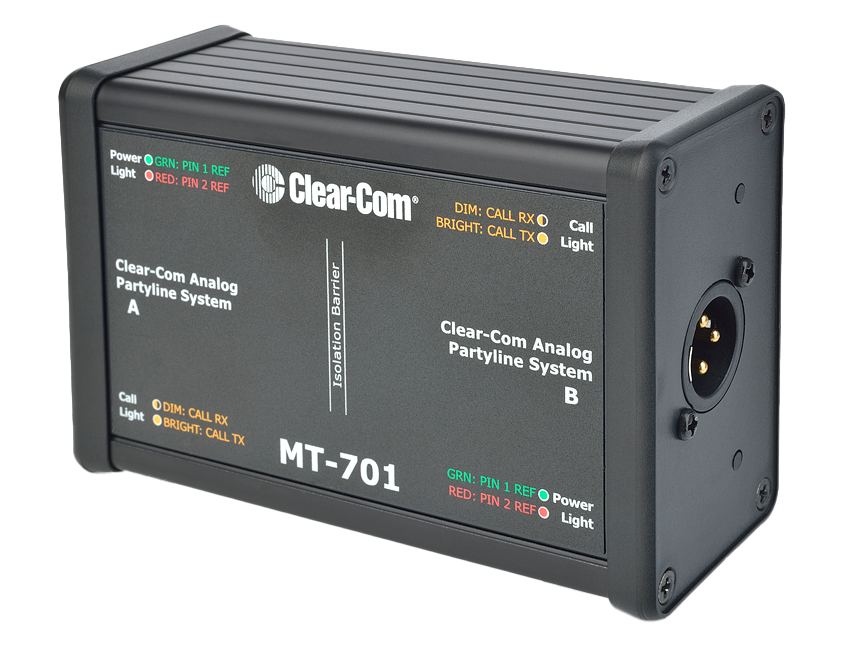 Power GRN: PIN 1 REF
Light RED: PIN 2 REF
Clear-Com®
DIM: CALL RX Call
BRIGHT: CALL TX Light
Clear-Com Analog
Partyline System
A
Isolation Barrier
Clear-Com Analog
Partyline System
B
Call DIM: CALL RX
Light BRIGHT: CALL TX
MT-701
GRN: PIN 1 REF Power
RED: PIN 2 REF Light